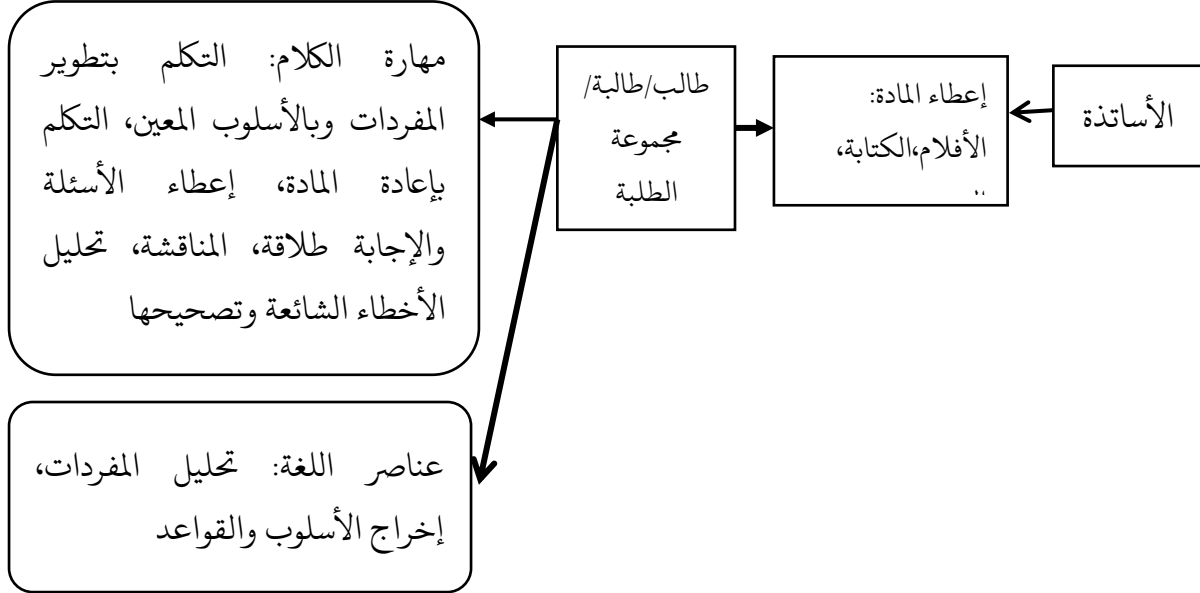 الأساتذة
إعطاء المادة:
الأفلام،الكتابة،
طالب/طالبة/
مجموعة
الطلبة
مهارة الكلام: التكلم بتطوير
المفردات وبالأسلوب المعين، التكلم
بإعادة المادة، إعطاء الأسئلة
والإجابة طلاقة، المناقشة، تحليل
الأخطاء الشائعة وتصحيحها
عناصر اللغة: تحليل المفردات،
إخراج الأسلوب والقواعد